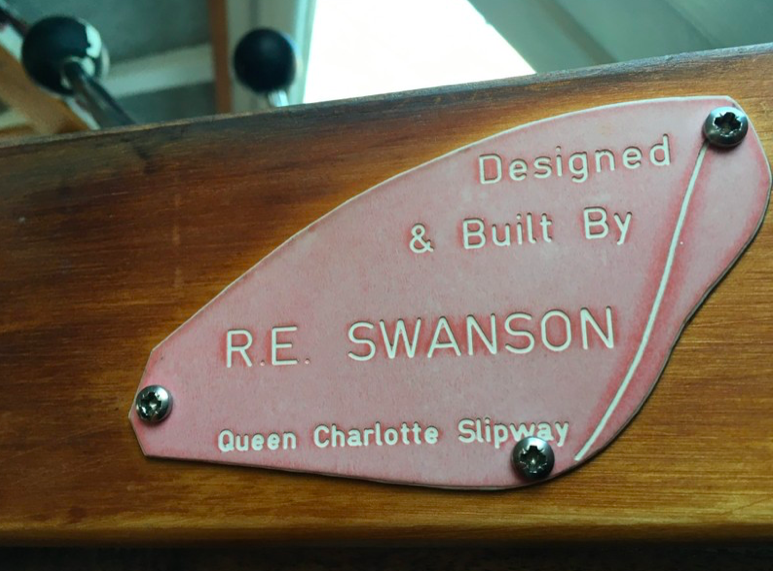 Designed
& Built By
R.E. SWANSON
Queen Charlotte Slipway